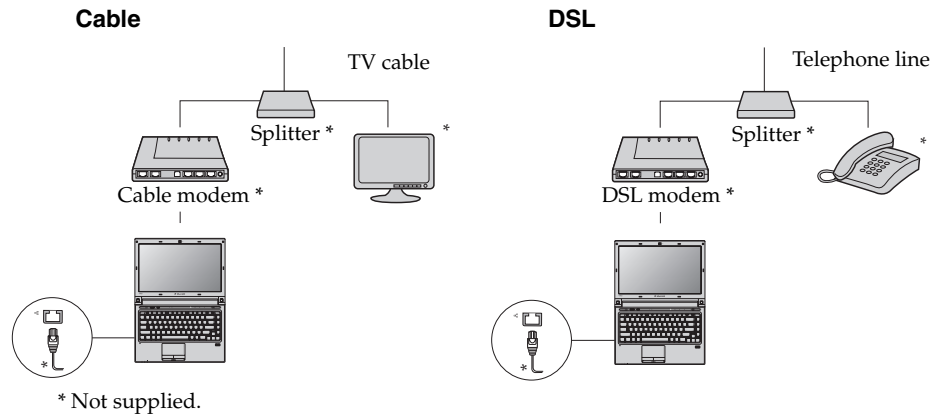 Cable
DSL
TV cable
Telephone line
Splitter *
*
Splitter *
*
Cable modem *
DSL modem *
*
*
* Not supplied.